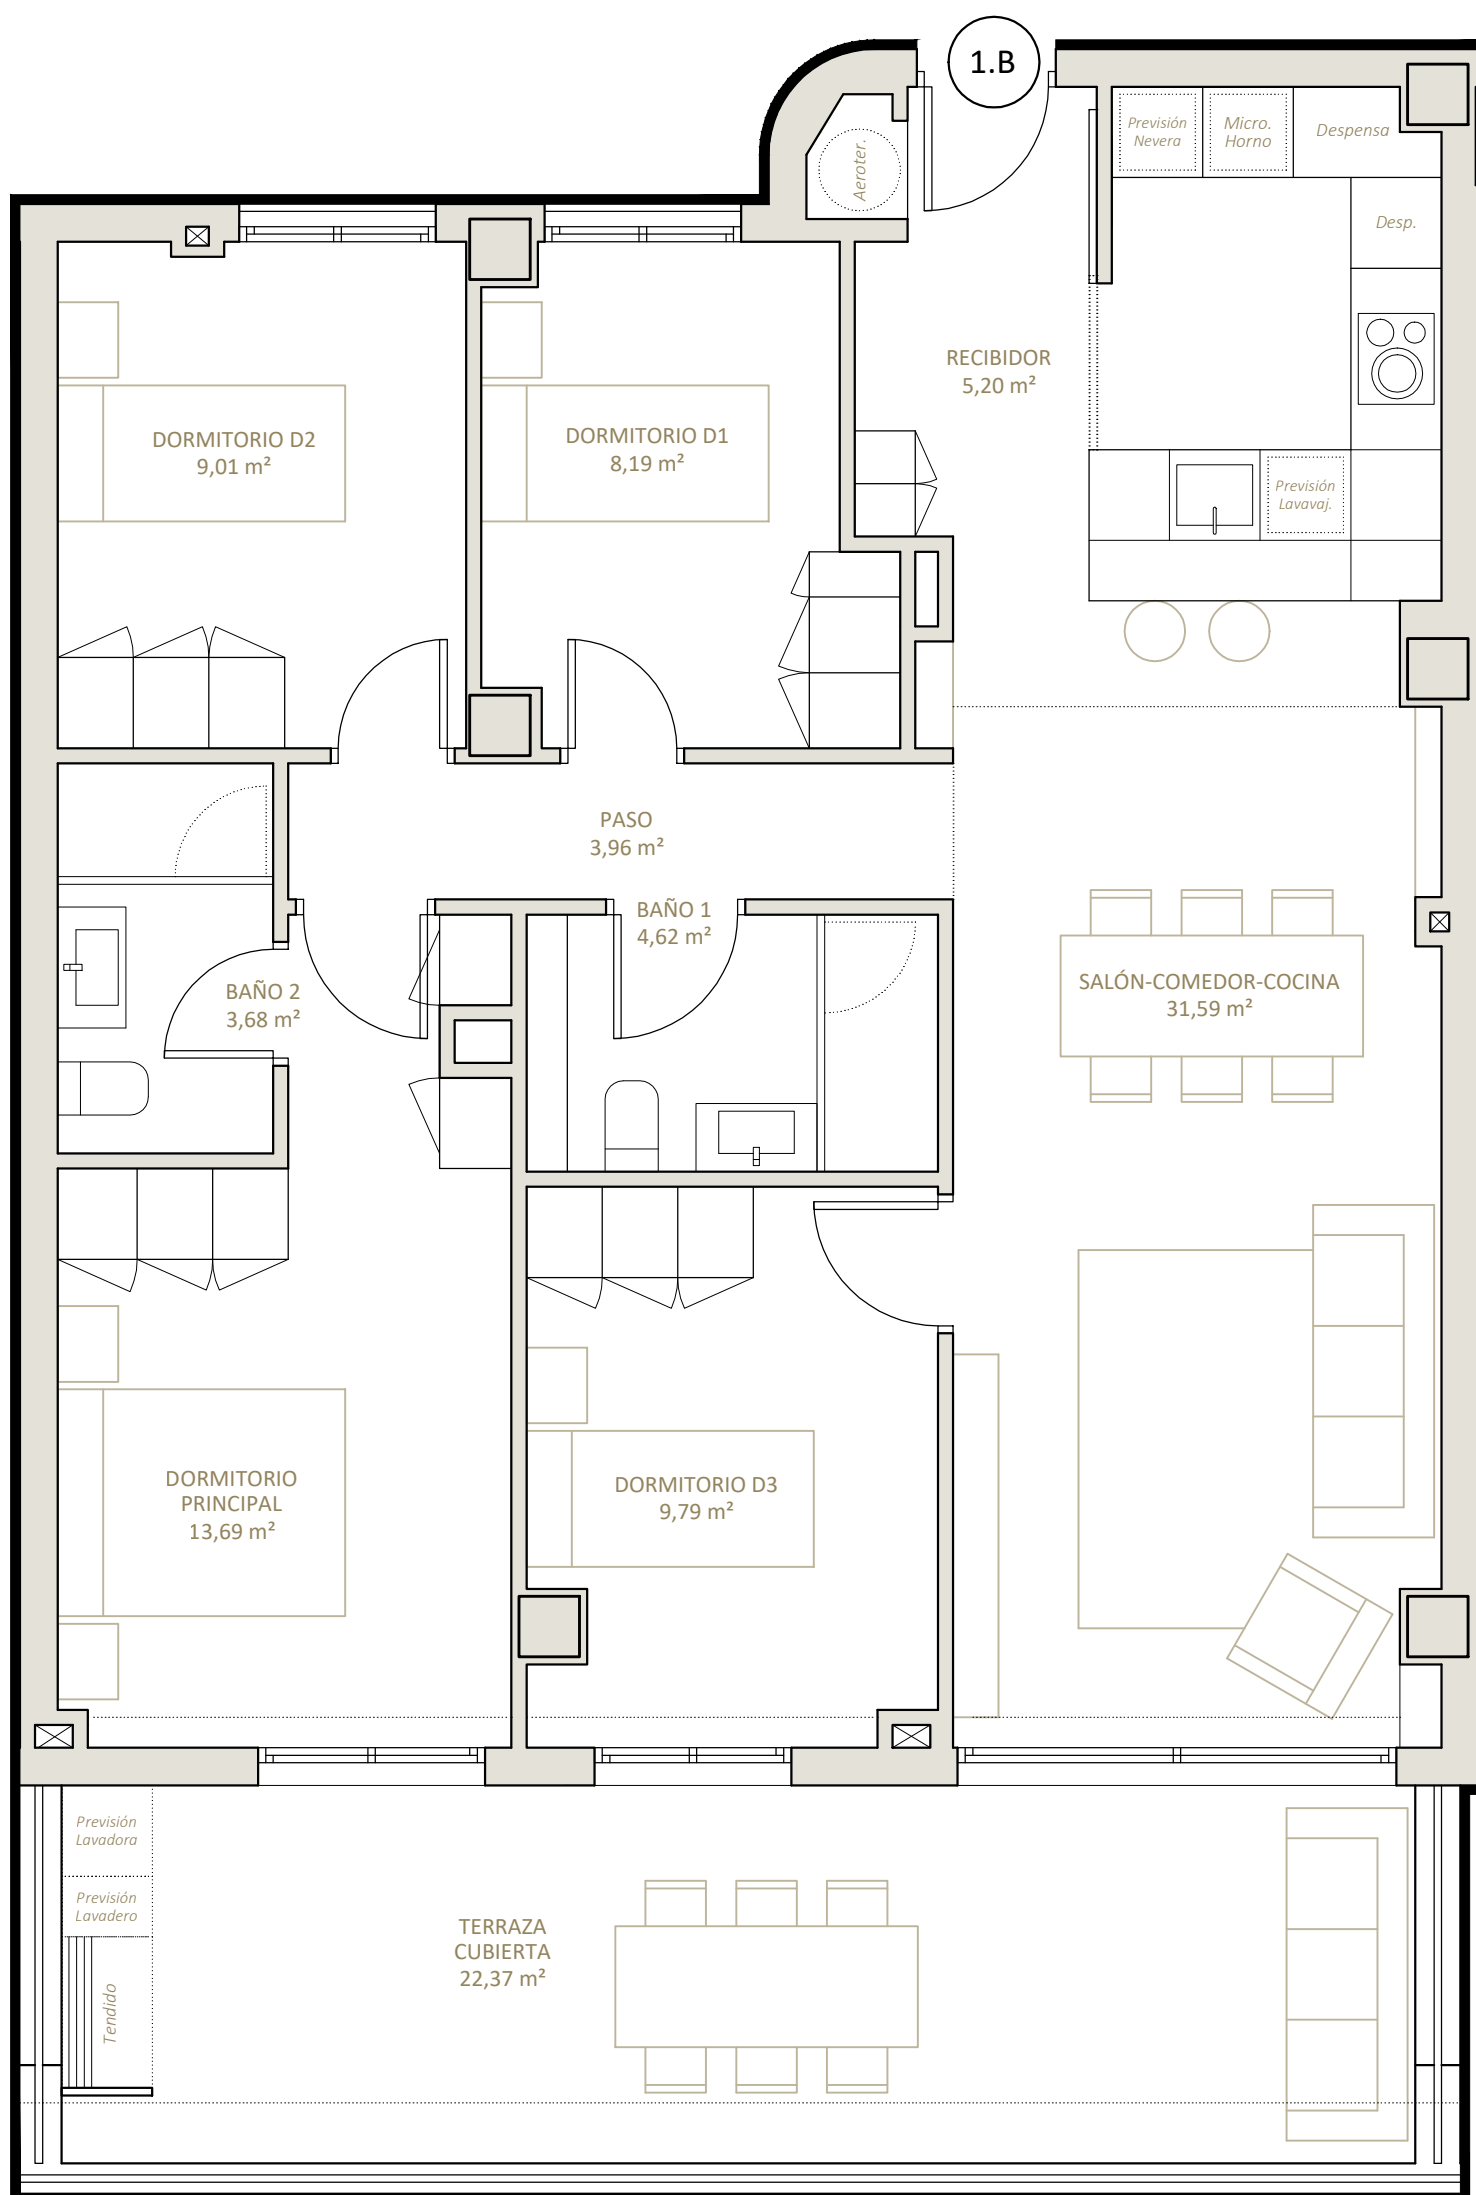 1.B
Previsión
Nevera
Micro.
Horno
Despensa
Aeroter.
Desp.
RECIBIDOR
5,20 m²
DORMITORIO D2
9,01 m²
DORMITORIO D1
8,19 m²
Previsión
Lavavaj.
PASO
3,96 m²
BAÑO 1
4,62 m²
BAÑO 2
3,68 m²
SALÓN-COMEDOR-COCINA
31,59 m²
DORMITORIO
PRINCIPAL
13,69 m²
DORMITORIO D3
9,79 m²
Previsión
Lavadora
Previsión
Lavadero
Tendido
TERRAZA
CUBIERTA
22,37 m²